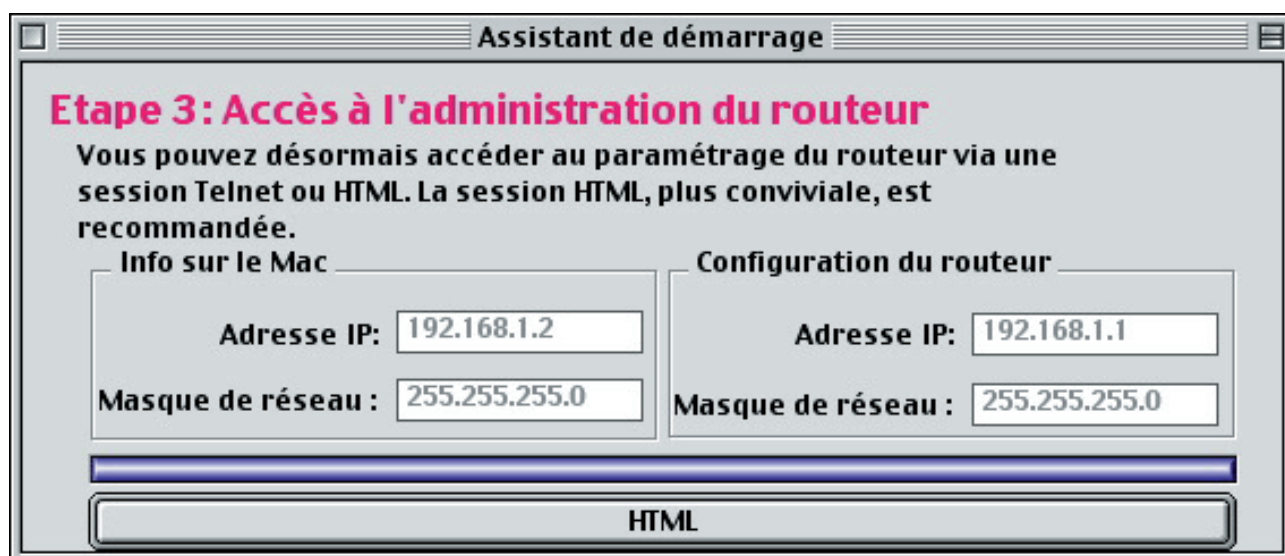 Assistant de démarrage
Etape 3: Accès à l'administration du routeur
Vous pouvez désormais accéder au paramétrage du routeur via une
session Telnet ou HTML. La session HTML, plus conviviale, est
recommandée.
Info sur le Mac
Adresse IP: 192.168.1.2
Masque de réseau : 255.255.255.0
Configuration du routeur
Adresse IP: 192.168.1.1
Masque de réseau : 255.255.255.0
HTML